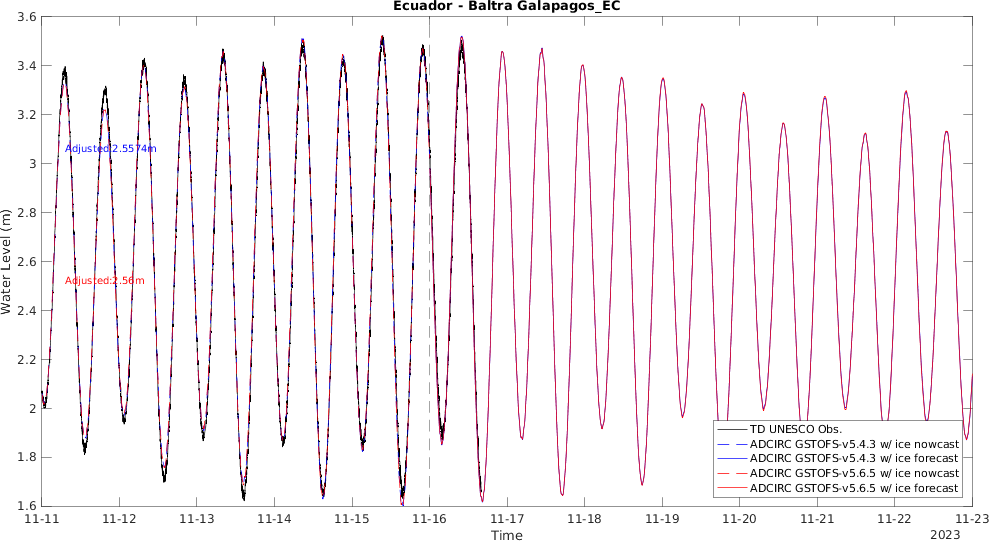 Ecuador - Baltra Galapagos_EC
3.6
3.4
3.2
3
2.8
2.6
2.4
2.2
2
1.8
1.6
Water Level (m)
Adjusted:2.5574m
Adjusted:2.56m
TD UNESCO Obs.
ADCIRC GSTOFS-v5.4.3 w/ ice nowcast
ADCIRC GSTOFS-v5.4.3 w/ ice forecast
ADCIRC GSTOFS-v5.6.5 w/ ice nowcast
ADCIRC GSTOFS-v5.6.5 w/ ice forecast
11-11 11-12 11-13 11-14 11-15 11-16 11-17 11-18 11-19 11-20 11-21 11-22 11-23
Time
2023